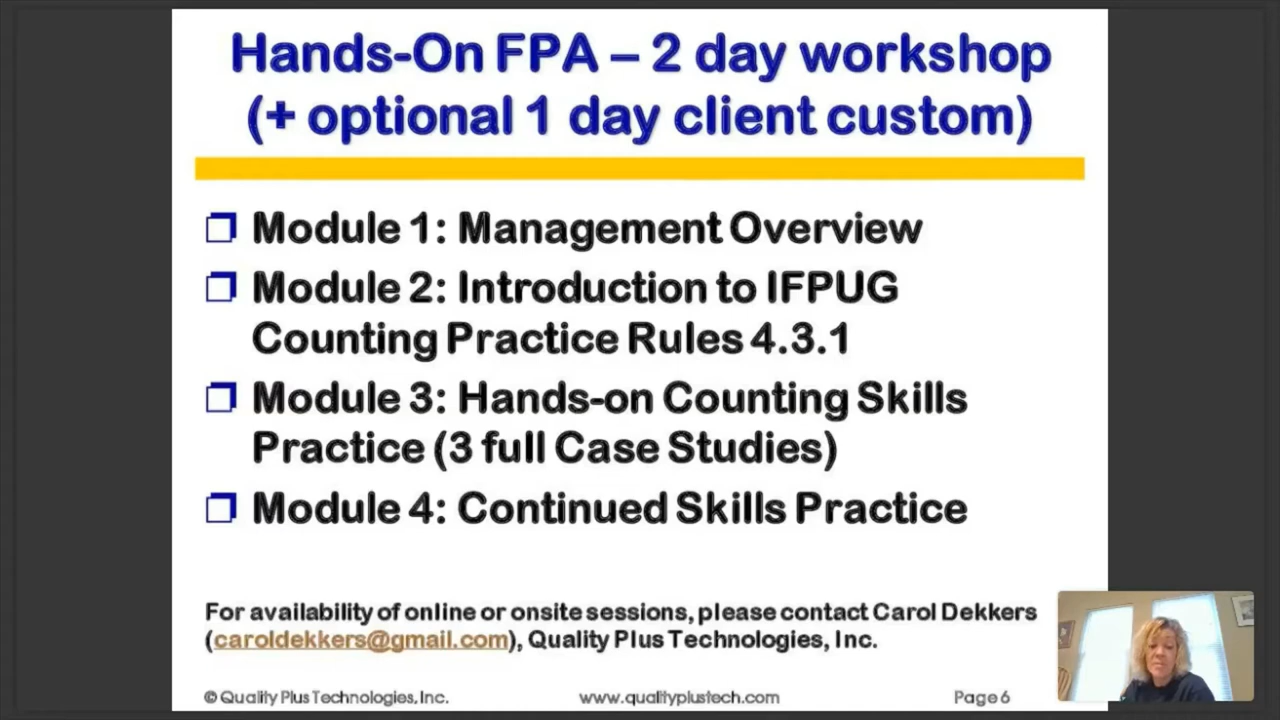 Hands-On FPA – 2 day workshop
(+ optional 1 day client custom)
Module 1: Management Overview
Module 2: Introduction to IFPUG
Counting Practice Rules 4.3.1
Module 3: Hands-on Counting Skills
Practice (3 full Case Studies)
Module 4: Continued Skills Practice
For availability of online or onsite sessions, please contact Carol Dekkers
(caroldekkers@gmail.com), Quality Plus Technologies, Inc.
© Quality Plus Technologies, Inc. www.qualityplustech.com Page 6